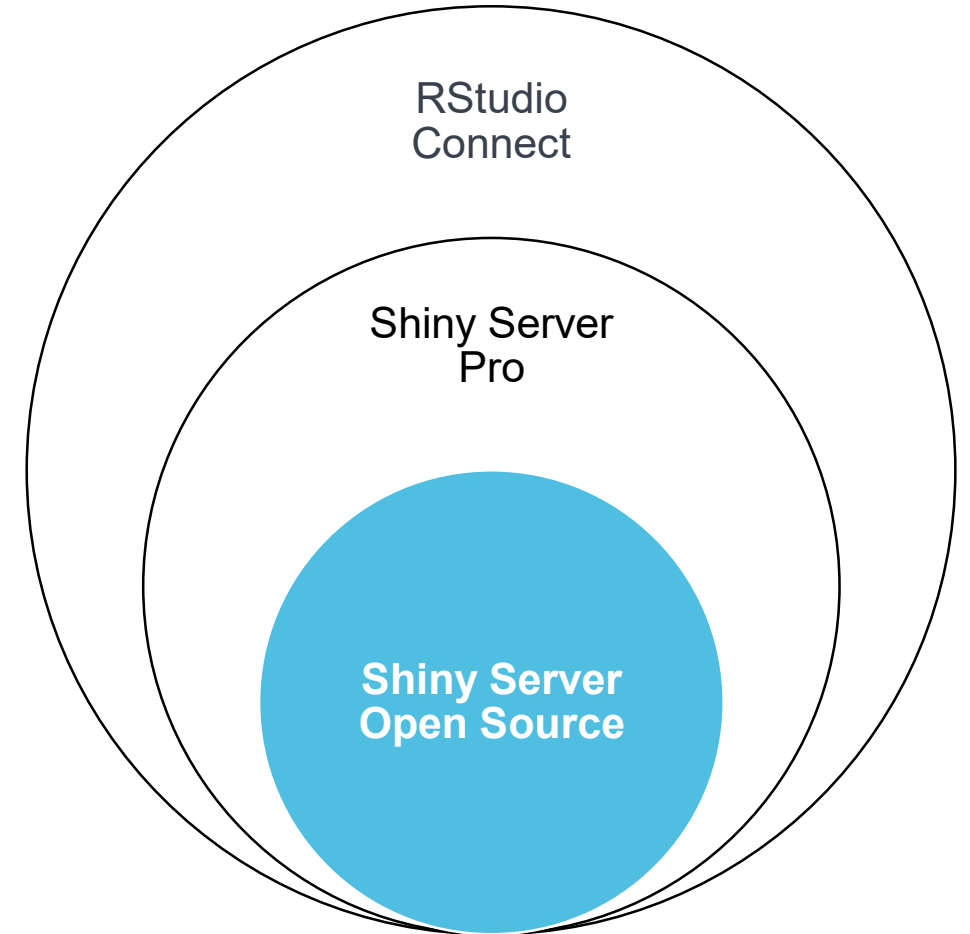 RStudio
Connect
Shiny Server
Pro
Shiny Server
Open Source